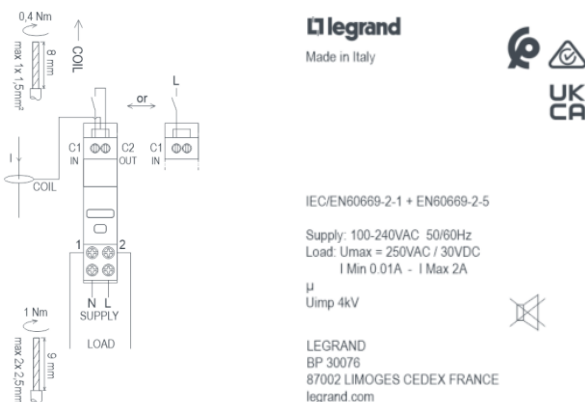 0,4 Nm
8 mm
max 1x 1,5mm²
COIL
L
or
C1 C2 C1
IN OUT IN
I
COIL
1 2
N L
SUPPLY
LOAD
1 Nm
9 mm
max 2x 2,5mm²
legrand
Made in Italy
UK
CA
IEC/EN60669-2-1 + EN60669-2-5
Supply: 100-240VAC 50/60Hz
Load: Umax = 250VAC / 30VDC
I Min 0.01A - I Max 2A
µ
Uimp 4kV
LEGRAND
BP 30076
87002 LIMOGES CEDEX FRANCE
legrand.com